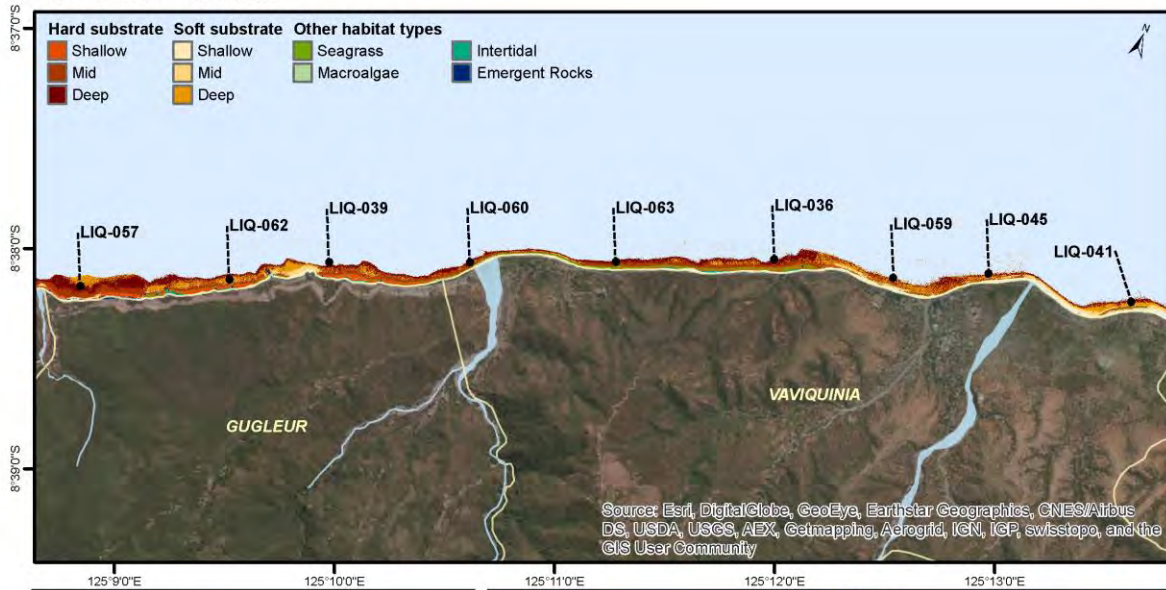 8°37'0"S
Hard substrate Soft substrate Other habitat types
Shallow Shallow Seagrass Intertidal
Mid Mid Macroalgae Emergent Rocks
Deep Deep
8°38'0"S
LIQ-057
LIQ-062
LIQ-039
LIQ-060
LIQ-063
LIQ-036
LIQ-059
LIQ-045
LIQ-041
VAVIQUINIA
GUGLEUR
8°39'0"S
Source: Esri, DigitalGlobe, GeoEye, Earthstar Geographics, CNES/Airbus
DS, USDA, USGS, AEX, Getmapping, Aerogrid, IGN, IGP, swisstopo, and the
GIS User Community
125°9'0"E 125°10'0"E 125°11'0"E 125°12'0"E 125°13'0"E